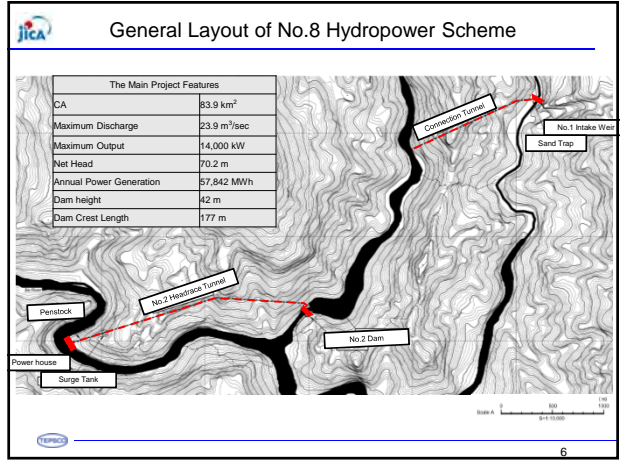 jICA
General Layout of No.8 Hydropower Scheme
The Main Project Features
CA 83.9 km²
Maximum Discharge 23.9 m³/sec
Maximum Output 14,000 kW
Net Head 70.2 m
Annual Power Generation 57,842 MWh
Dam height 42 m
Dam Crest Length 177 m
Connection Tunnel
No.1 Intake Weir
Sand Trap
No.2 Headrace Tunnel
Penstock
No.2 Dam
Power house
Surge Tank
Scale A
0 500 1000
S=1:10,000
TEPSCO
6